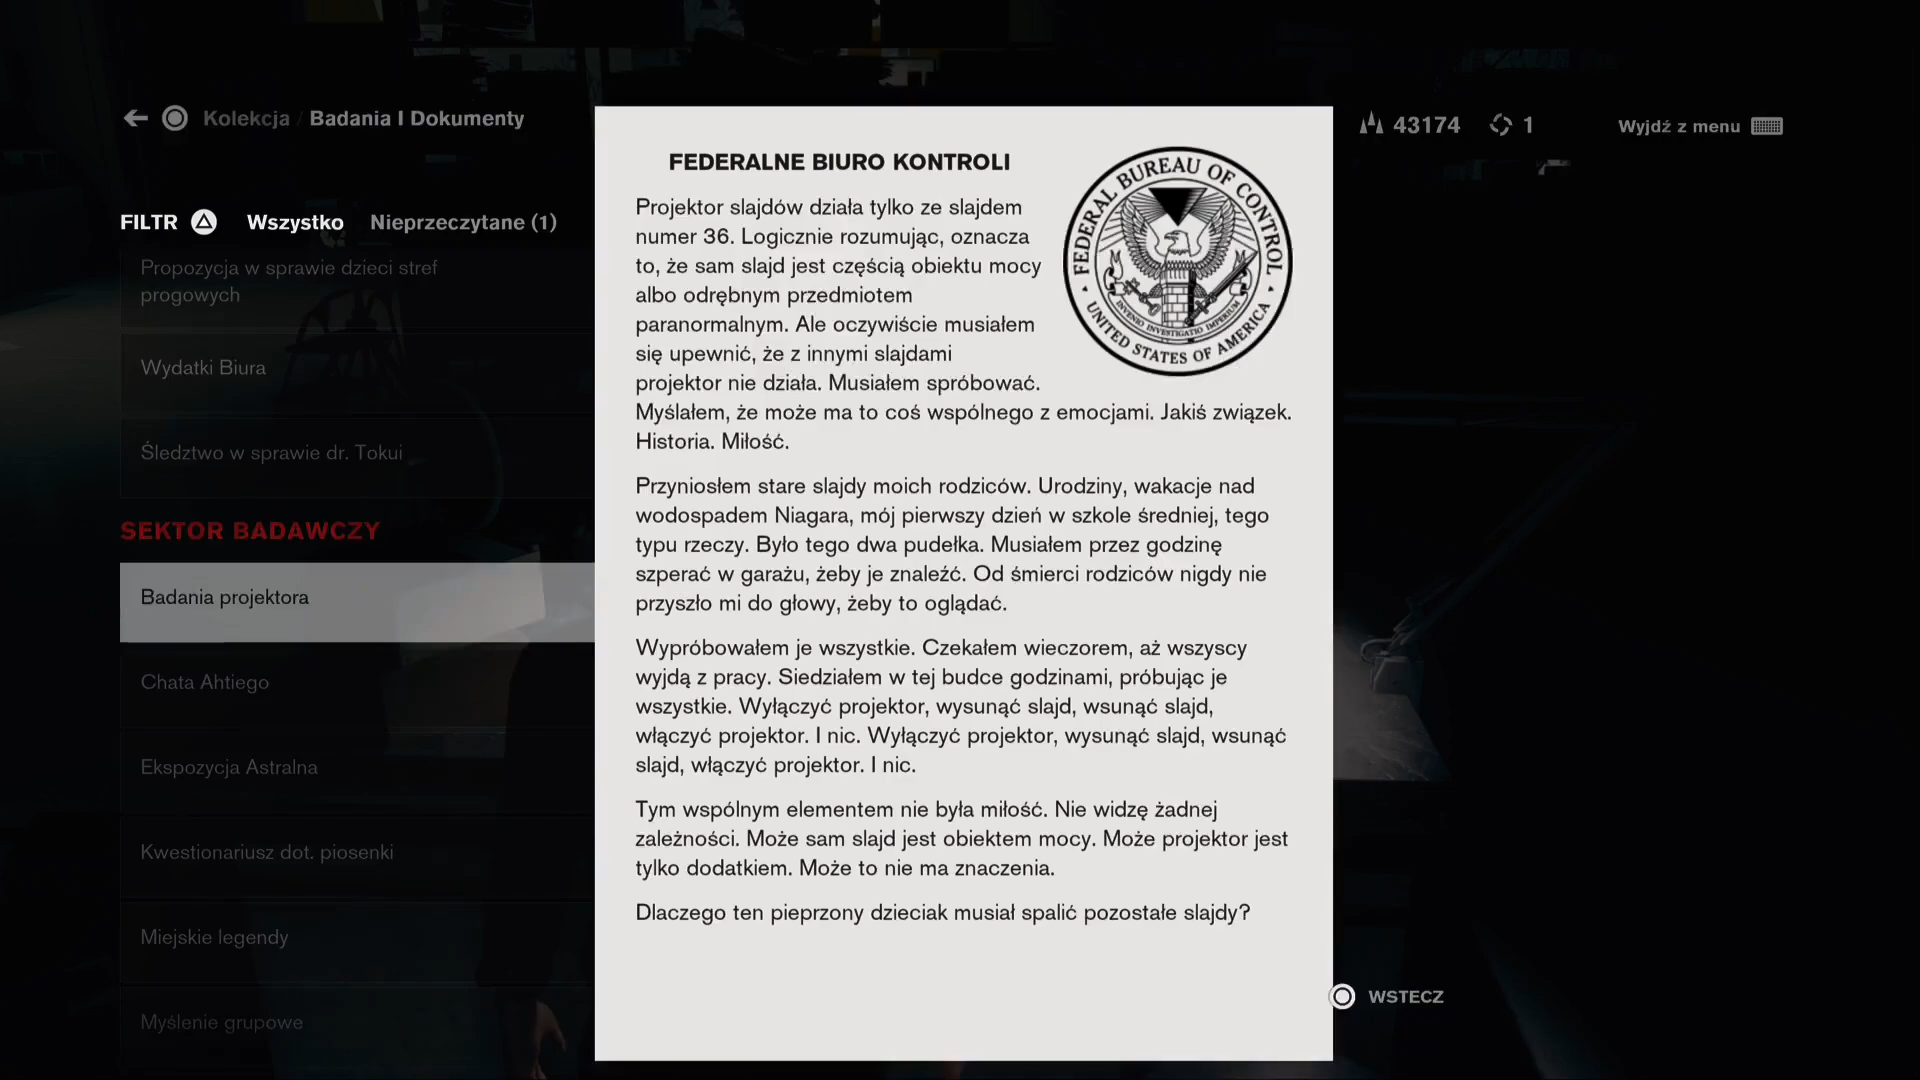 Kolekcja / Badania I Dokumenty
43174
1
Wyjdź z menu
FILTR
Wszystko
Nieprzeczytane (1)
Propozycja w sprawie dzieci stref
progowych
Wydatki Biura
Śledztwo w sprawie dr. Tokui
SEKTOR BADAWCZY
Badania projektora
Chata Ahtiego
Ekspozycja Astralna
Kwestionariusz dot. piosenki
Miejskie legendy
Myślenie grupowe
FEDERALNE BIURO KONTROLI
FEDERAL BUREAU OF CONTROL
INVENIO INVESTIGATIO IMPERIUM
UNITED STATES OF AMERICA
Projektor slajdów działa tylko ze slajdem
numer 36. Logicznie rozumując, oznacza
to, że sam slajd jest częścią obiektu mocy
albo odrębnym przedmiotem
paranormalnym. Ale oczywiście musiałem
się upewnić, że z innymi slajdami
projektor nie działa. Musiałem spróbować.
Myślałem, że może ma to coś wspólnego z emocjami. Jakiś związek.
Historia. Miłość.
Przyniosłem stare slajdy moich rodziców. Urodziny, wakacje nad
wodospadem Niagara, mój pierwszy dzień w szkole średniej, tego
typu rzeczy. Było tego dwa pudełka. Musiałem przez godzinę
szperać w garażu, żeby je znaleźć. Od śmierci rodziców nigdy nie
przyszło mi do głowy, żeby to oglądać.
Wypróbowałem je wszystkie. Czekałem wieczorem, aż wszyscy
wyjdą z pracy. Siedziałem w tej budce godzinami, próbując je
wszystkie. Wyłączyć projektor, wysunąć slajd, wsunąć slajd,
włączyć projektor. I nic. Wyłączyć projektor, wysunąć slajd, wsunąć
slajd, włączyć projektor. I nic.
Tym wspólnym elementem nie była miłość. Nie widzę żadnej
zależności. Może sam slajd jest obiektem mocy. Może projektor jest
tylko dodatkiem. Może to nie ma znaczenia.
Dlaczego ten pieprzony dzieciak musiał spalić pozostałe slajdy?
WSTECZ